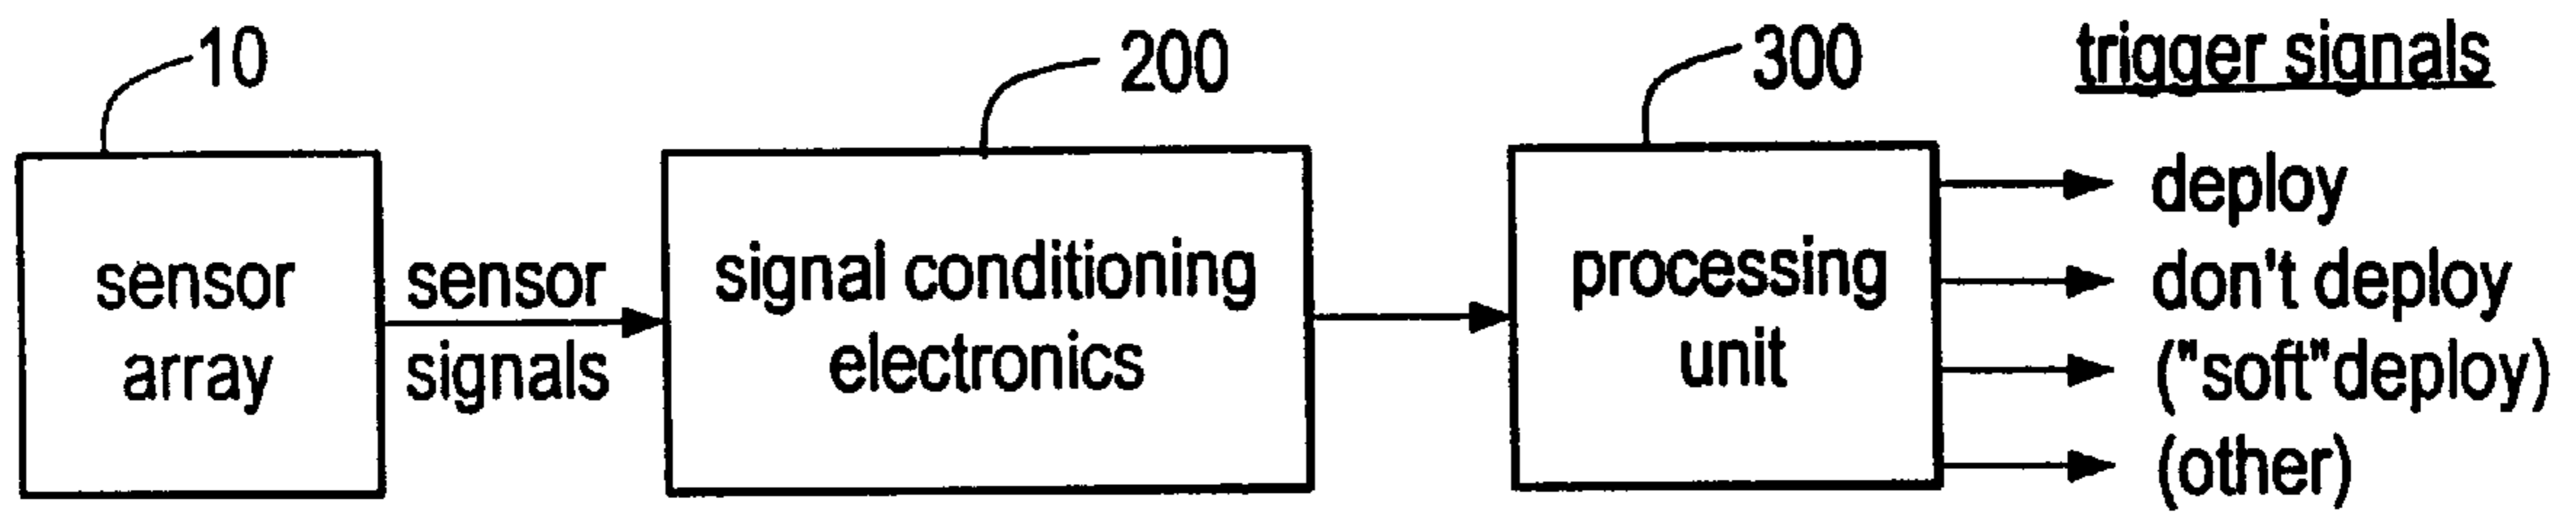 10
200
300
trigger signals
sensor
array
sensor
signals
signal conditioning
electronics
processing
unit
deploy
don't deploy
("soft"deploy)
(other)